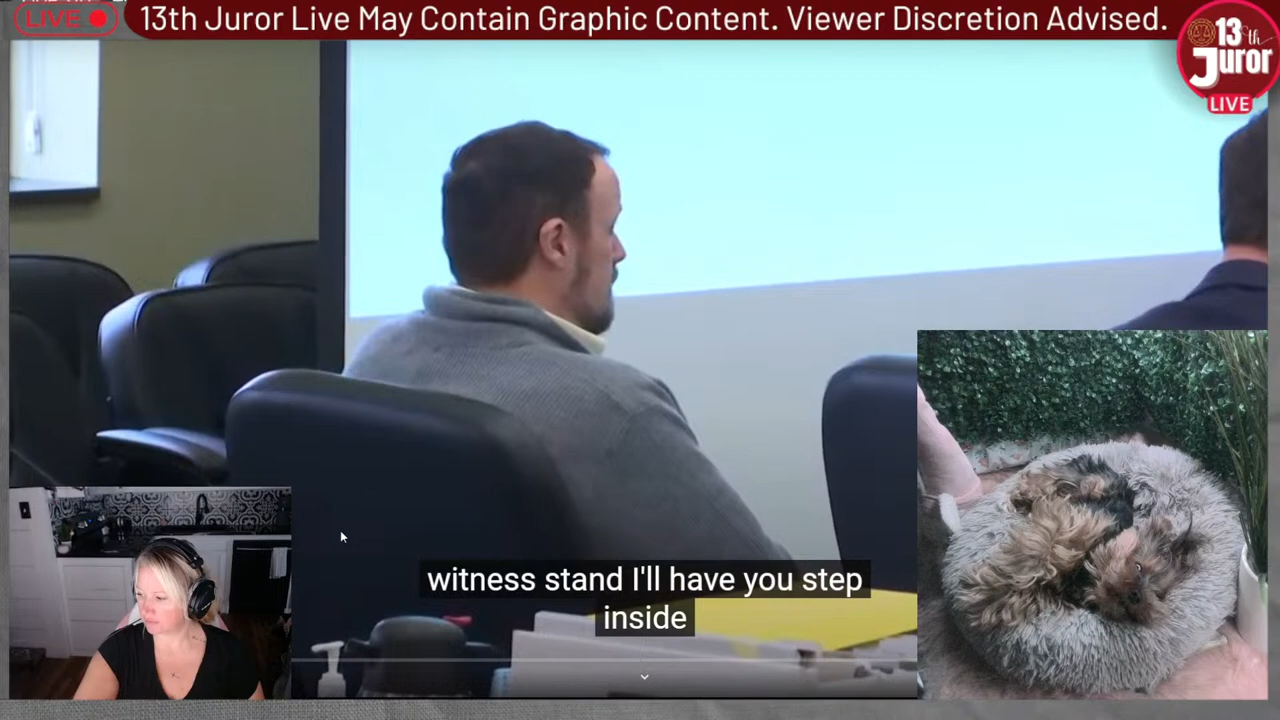 LIVE
13th Juror Live May Contain Graphic Content. Viewer Discretion Advised.
13th
Juror
LIVE
witness stand I'll have you step
inside